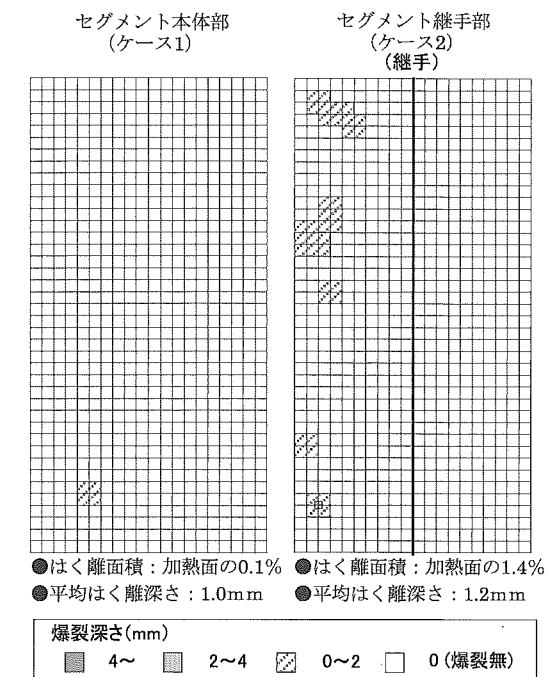 セグメント本体部
(ケース1)
セグメント継手部
(ケース2)
(継手)
●はく離面積：加熱面の0.1%
●平均はく離深さ：1.0mm
●はく離面積：加熱面の1.4%
●平均はく離深さ：1.2mm
爆裂深さ(mm)
4～ 2～4 0～2 0(爆裂無)